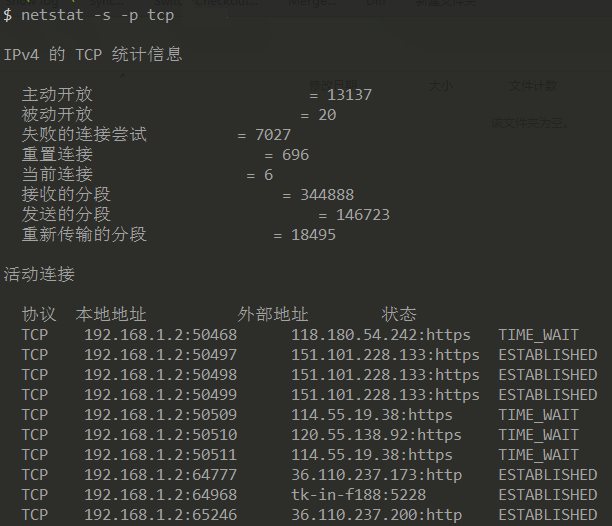 $ netstat -s -p tcp
IPv4 的 TCP 统计信息
主动开放 = 13137
被动开放 = 20
失败的连接尝试 = 7027
重置连接 = 696
当前连接 = 6
接收的分段 = 344888
发送的分段 = 146723
重新传输的分段 = 18495
活动连接
协议 本地地址 外部地址 状态
TCP 192.168.1.2:50468 118.180.54.242:https TIME_WAIT
TCP 192.168.1.2:50497 151.101.228.133:https ESTABLISHED
TCP 192.168.1.2:50498 151.101.228.133:https ESTABLISHED
TCP 192.168.1.2:50499 151.101.228.133:https ESTABLISHED
TCP 192.168.1.2:50509 114.55.19.38:https TIME_WAIT
TCP 192.168.1.2:50510 120.55.138.92:https TIME_WAIT
TCP 192.168.1.2:50511 114.55.19.38:https TIME_WAIT
TCP 192.168.1.2:64777 36.110.237.173:http ESTABLISHED
TCP 192.168.1.2:64968 tk-in-f188:5228 ESTABLISHED
TCP 192.168.1.2:65246 36.110.237.200:http ESTABLISHED